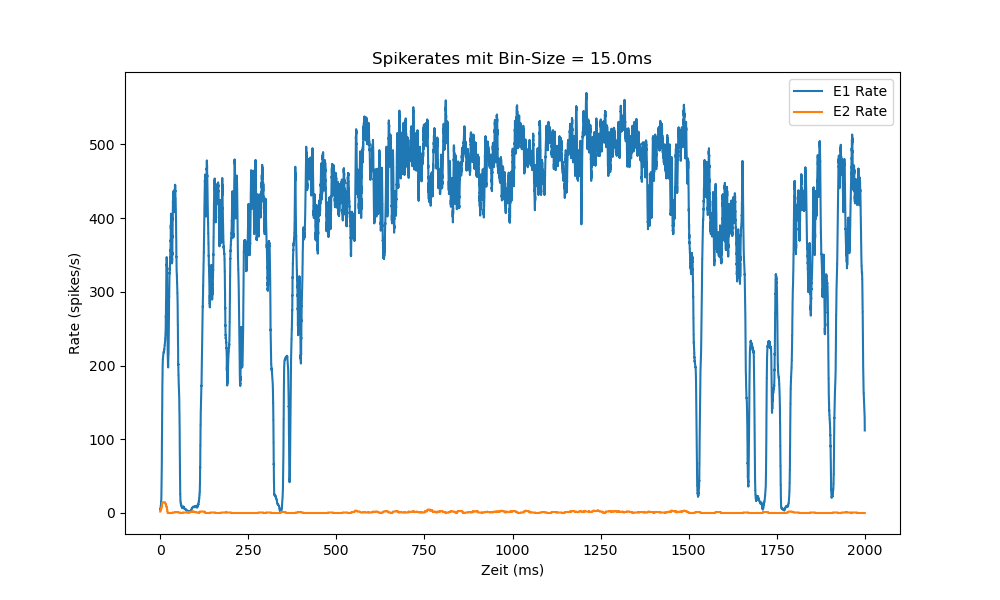 Spikerates mit Bin-Size = 15.0ms
E1 Rate
E2 Rate
Rate (spikes/s)
500
400
300
200
100
0
0 250 500 750 1000 1250 1500 1750 2000
Zeit (ms)